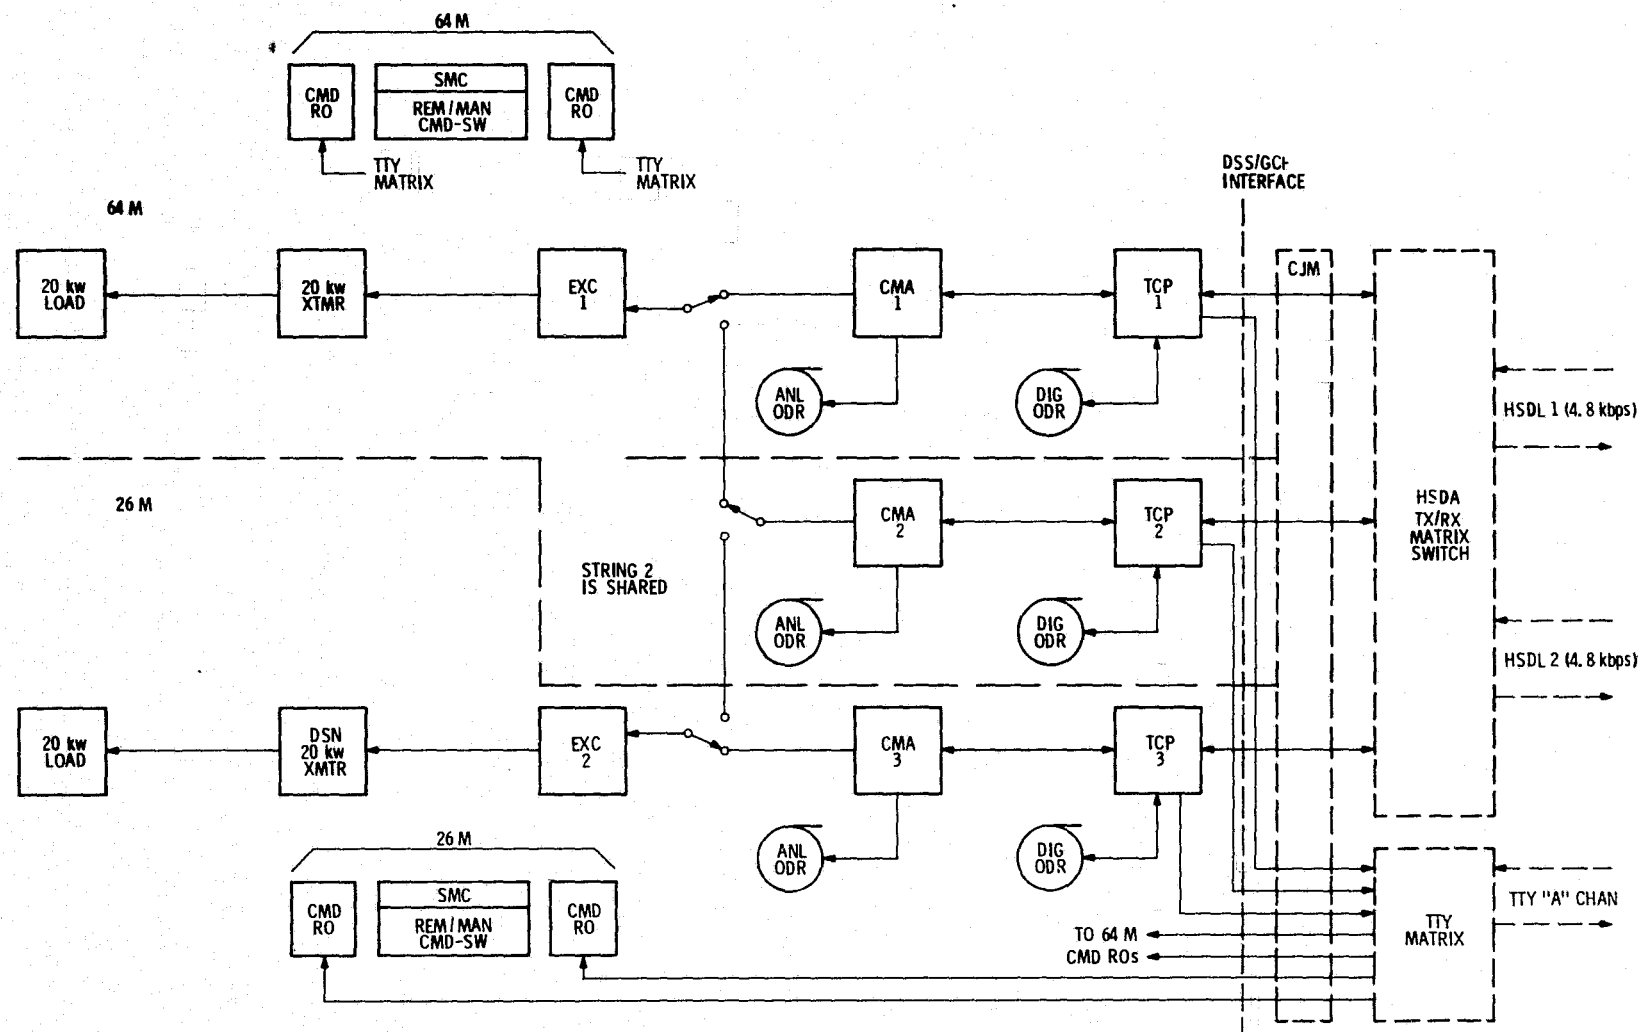 64 M
CMD
RO
SMC
REM/MAN
CMD-SW
CMD
RO
TTY
MATRIX
TTY
MATRIX
DSS/GCF
INTERFACE
64 M
20 kw
LOAD
20 kw
XTMR
EXC
1
CMA
1
TCP
1
CJM
ANL
ODR
DIG
ODR
HSDL 1 (4.8 kbps)
26 M
STRING 2
IS SHARED
CMA
2
TCP
2
HSDA
TX/RX
MATRIX
SWITCH
ANL
ODR
DIG
ODR
HSDL 2 (4.8 kbps)
20 kw
LOAD
DSN
20 kw
XMTR
EXC
2
CMA
3
TCP
3
26 M
ANL
ODR
DIG
ODR
CMD
RO
SMC
REM/MAN
CMD-SW
CMD
RO
TO 64 M
CMD ROs
TTY
MATRIX
TTY "A" CHAN